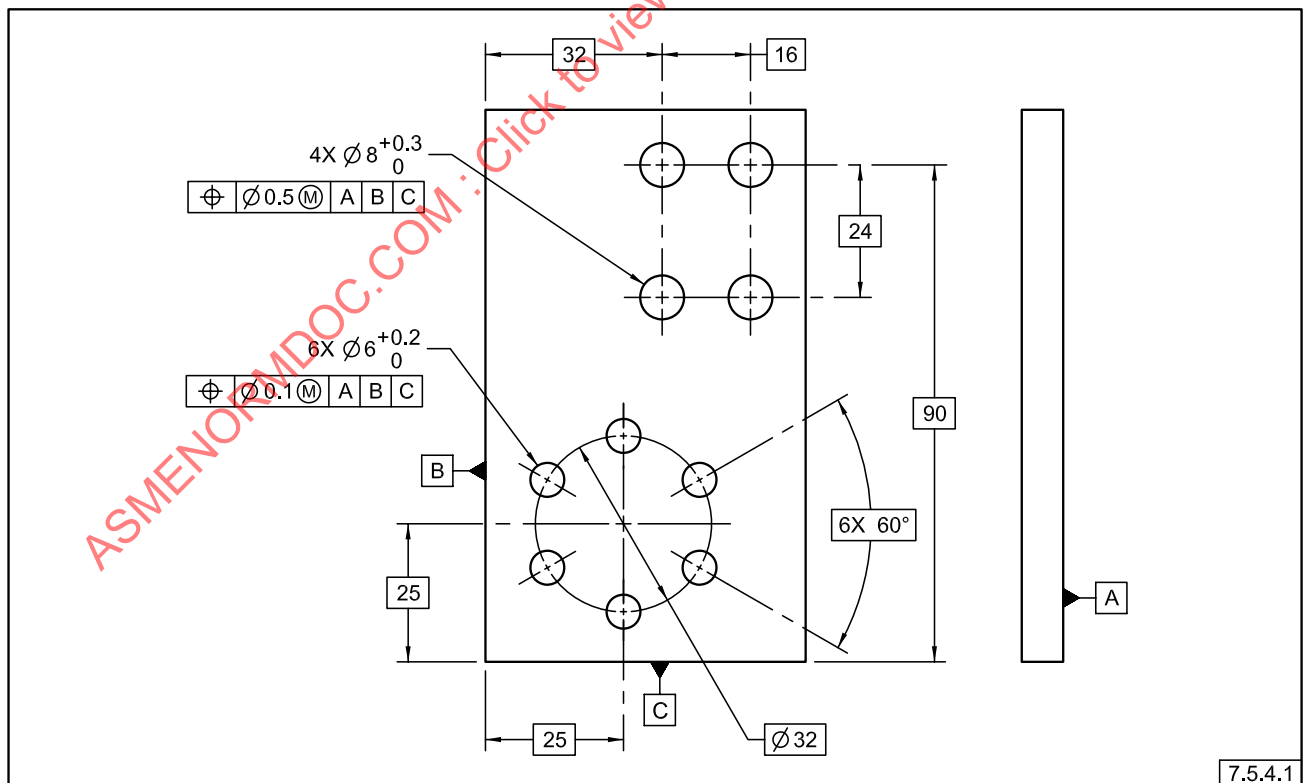 32
16
4X ⌀8 +0.3
0
⌖ ⌀0.5 Ⓜ A B C
24
6X ⌀6 +0.2
0
⌖ ⌀0.1 Ⓜ A B C
90
B
6X 60°
25
A
C
25
⌀32
7.5.4.1
ASMENORMDOC.COM : Click to view